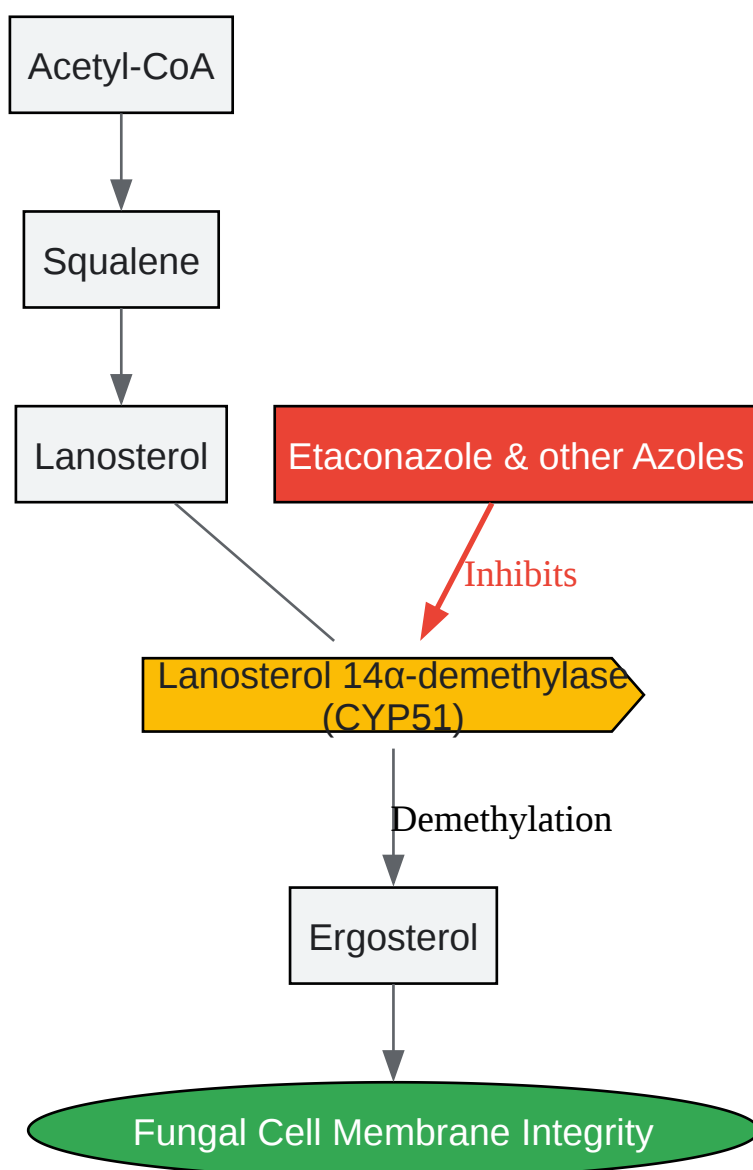 Acetyl-CoA
Squalene
Lanosterol
Etaconazole & other Azoles
Inhibits
Lanosterol 14α-demethylase
(CYP51)
Demethylation
Ergosterol
Fungal Cell Membrane Integrity